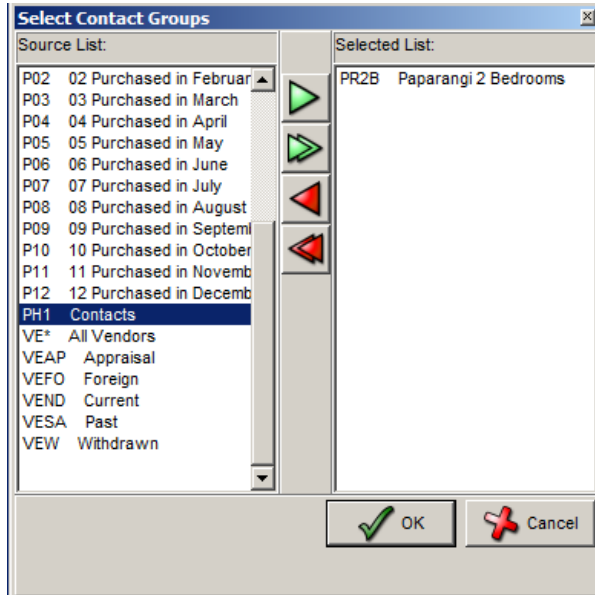 Select Contact Groups
Source List:
Selected List:
P02 02 Purchased in Februar
P03 03 Purchased in March
P04 04 Purchased in April
P05 05 Purchased in May
P06 06 Purchased in June
P07 07 Purchased in July
P08 08 Purchased in August
P09 09 Purchased in Septem
P10 10 Purchased in October
P11 11 Purchased in Novemb
P12 12 Purchased in Decemb
PH1 Contacts
VE* All Vendors
VEAP Appraisal
VEFO Foreign
VEND Current
VESA Past
VEW Withdrawn
PR2B Paparangi 2 Bedrooms
OK
Cancel